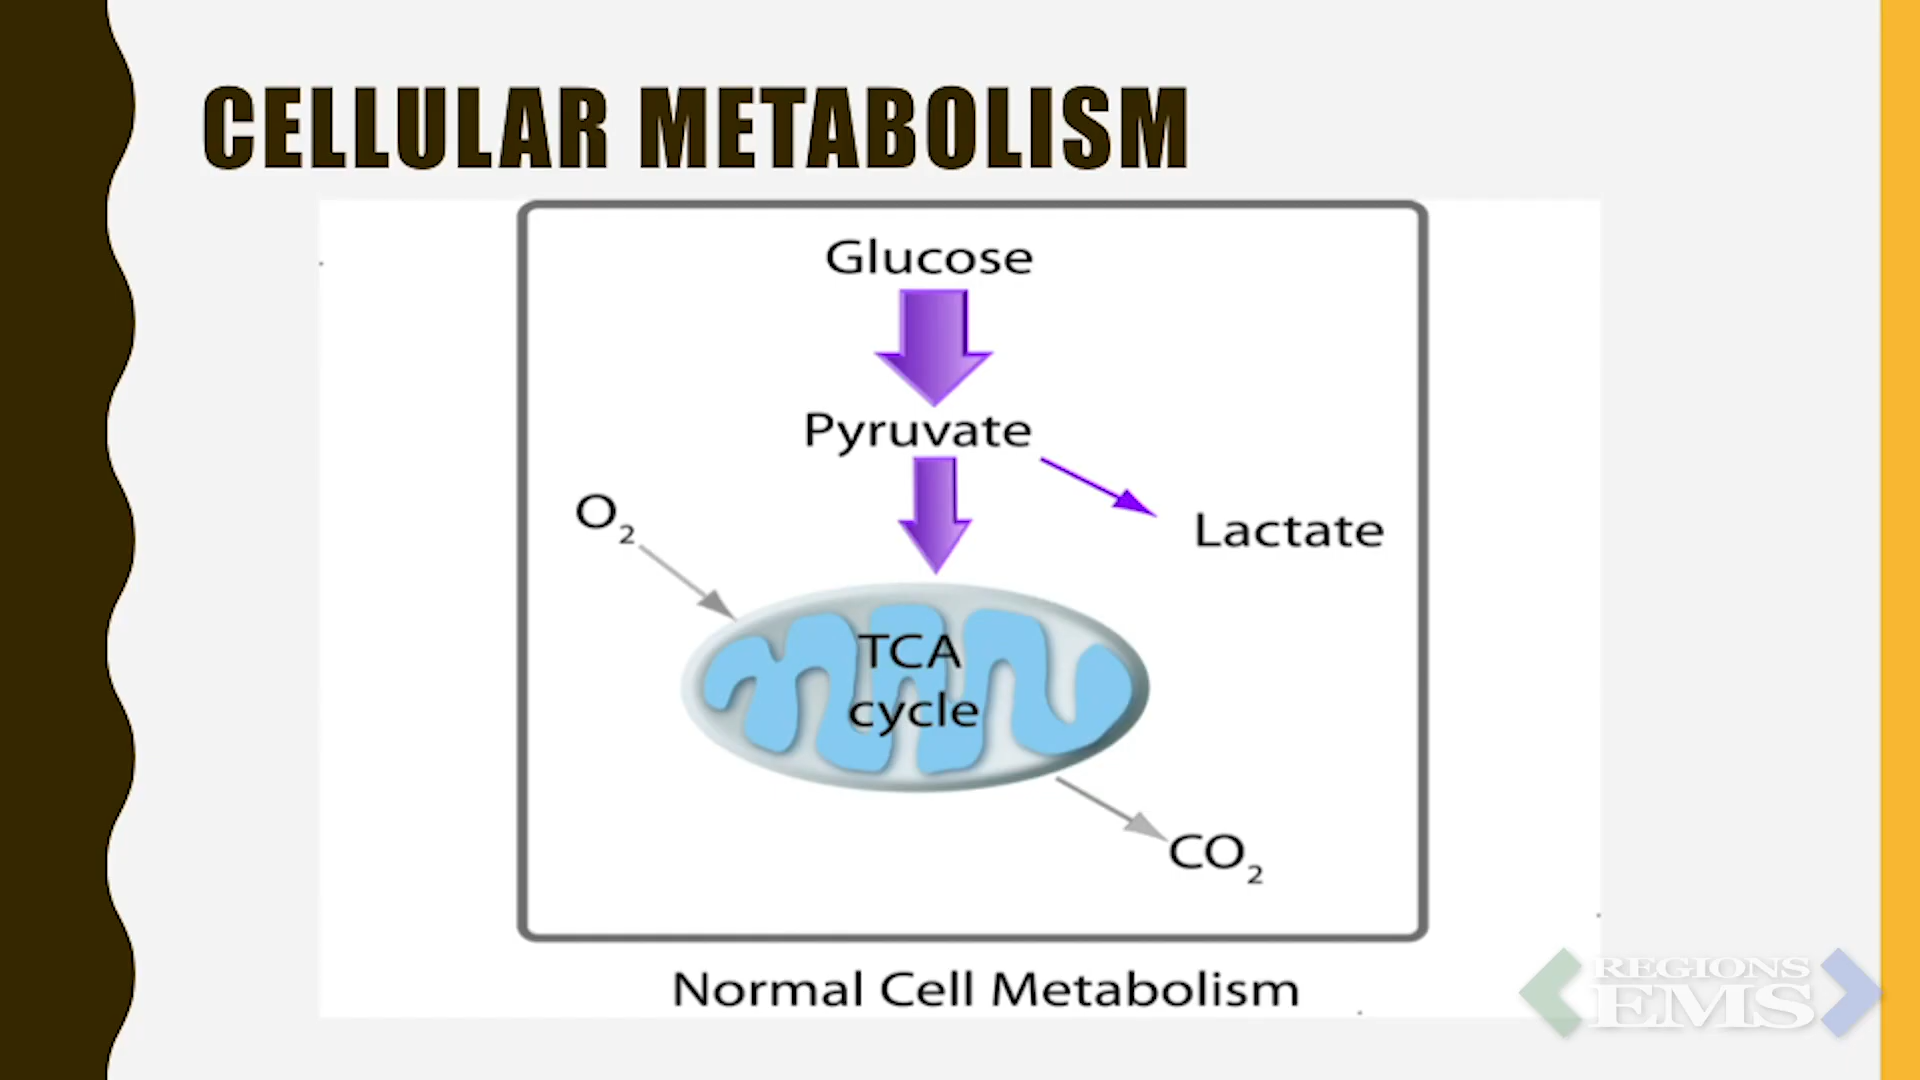 CELLULAR METABOLISM
Glucose
Pyruvate
O₂
Lactate
TCA
cycle
CO₂
Normal Cell Metabolism
REGIONS
EMS